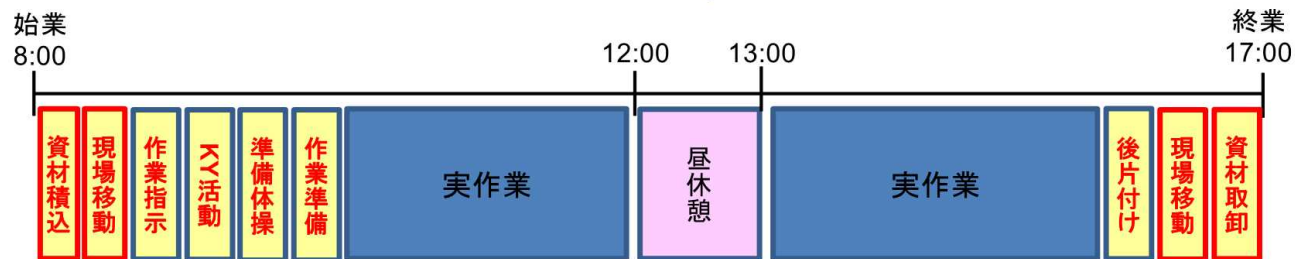 始業
8:00
12:00
13:00
終業
17:00
資材積込
現場移動
作業指示
KY活動
準備体操
作業準備
実作業
昼休憩
実作業
後片付け
現場移動
資材取卸